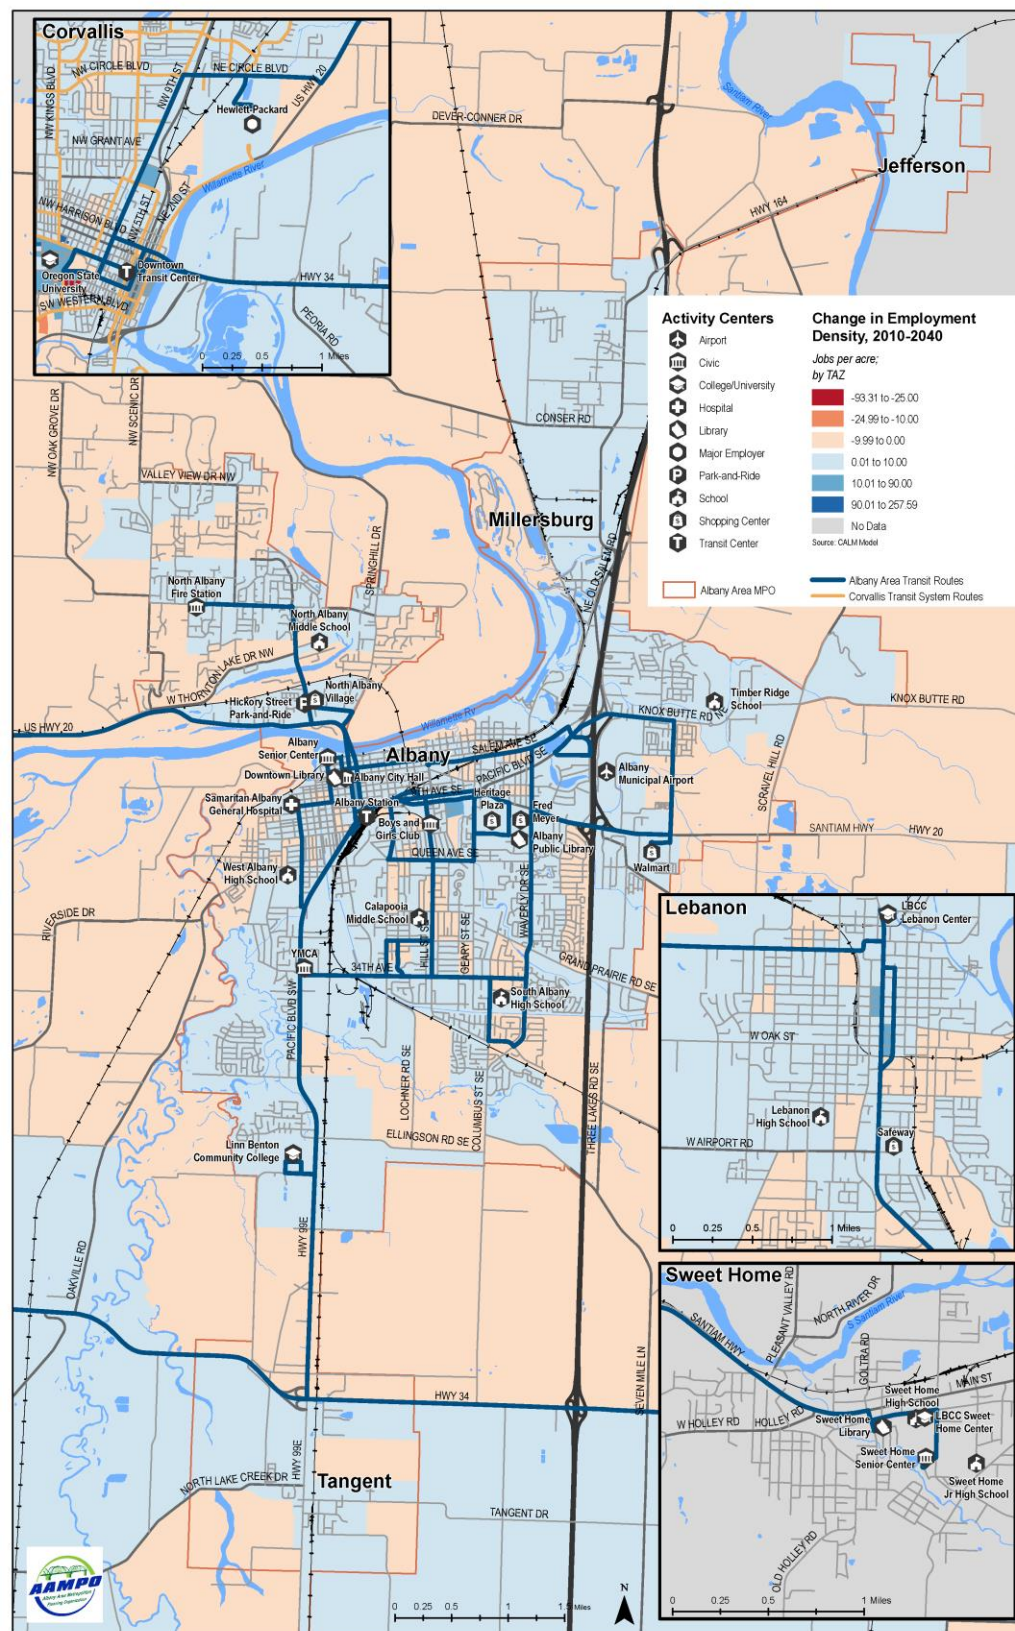 Corvallis
NW CIRCLE BLVD
NE CIRCLE BLVD
NW 9TH ST
US HWY 20
NW KINGS BLVD
Hewlett-Packard
NW GRANT AVE
Willamette River
NE 2ND ST
NW 5TH ST
NW HARRISON BLVD
Downtown
Transit Center
Oregon State
University
HWY 34
SW WESTERN BLVD
PEORIA RD
0 0.25 0.5 1 Miles
DEVER-CONNER DR
Santiam River
Jefferson
HWY 164
Activity Centers
Airport
Civic
College/University
Hospital
Library
Major Employer
Park-and-Ride
School
Shopping Center
Transit Center
Albany Area MPO
Change in Employment
Density, 2010-2040
Jobs per acre;
by TAZ
-93.31 to -25.00
-24.99 to -10.00
-9.99 to 0.00
0.01 to 10.00
10.01 to 90.00
90.01 to 257.59
No Data
Source: CALM Model
Albany Area Transit Routes
Corvallis Transit System Routes
NW OAK GROVE DR
NW SCENIC DR
CONSER RD
VALLEY VIEW DR NW
Millersburg
SPRINGHILL DR
NE OLD SALEM RD
North Albany
Fire Station
North Albany
Middle School
W THORNTON LAKE DR NW
North Albany
Village
Hickory Street
Park-and-Ride
Timber Ridge
School
KNOX BUTTE RD NE
KNOX BUTTE RD
US HWY 20
Willamette Rv
Albany
Senior Center
Albany
SALEM AVE SE
PACIFIC BLVD SE
SCRAVEL HILL RD
Downtown Library
Albany City Hall
Albany
Municipal Airport
9TH AVE SE
Heritage
Plaza
Samaritan Albany
General Hospital
Albany Station
Fred
Meyer
Boys and
Girls Club
Albany
Public Library
SANTIAM HWY
HWY 20
QUEEN AVE SE
Walmart
West Albany
High School
RIVERSIDE DR
Calapooia
Middle School
HILL ST SE
GEARY ST SE
WAVERLY DR SE
YMCA
34TH AVE
GRAND PRAIRIE RD SE
South Albany
High School
PACIFIC BLVD SW
LOCHNER RD SE
COLUMBUS ST SE
THREE LAKES RD SE
ELLINGSON RD SE
Linn Benton
Community College
HWY 99E
OAKVILLE RD
SEVEN MILE LN
HWY 34
HWY 99E
NORTH LAKE CREEK DR
Tangent
TANGENT DR
Lebanon
LBCC
Lebanon Center
W OAK ST
Lebanon
High School
W AIRPORT RD
Safeway
0 0.25 0.5 1 Miles
Sweet Home
PLEASANT VALLEY RD
NORTH RIVER DR
S Santiam River
SANTIAM HWY
GOLTRA RD
MAIN ST
Sweet Home
High School
W HOLLEY RD
HOLLEY RD
Sweet Home
Library
LBCC Sweet
Home Center
Sweet Home
Senior Center
Sweet Home
Jr High School
OLD HOLLEY RD
0 0.25 0.5 1 Miles
AAMPO
Albany Area Metropolitan
Planning Organization
0 0.25 0.5 1 1.5 Miles
N